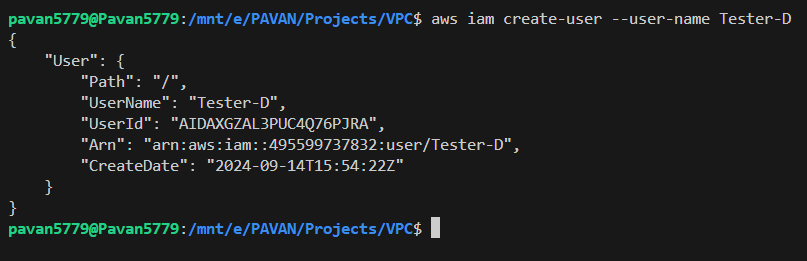 pavan5779@Pavan5779:/mnt/e/PAVAN/Projects/VPC$ aws iam create-user --user-name Tester-D
{
    "User": {
        "Path": "/",
        "UserName": "Tester-D",
        "UserId": "AIDAXGZAL3PUC4Q76PJRA",
        "Arn": "arn:aws:iam::495599737832:user/Tester-D",
        "CreateDate": "2024-09-14T15:54:22Z"
    }
}
pavan5779@Pavan5779:/mnt/e/PAVAN/Projects/VPC$